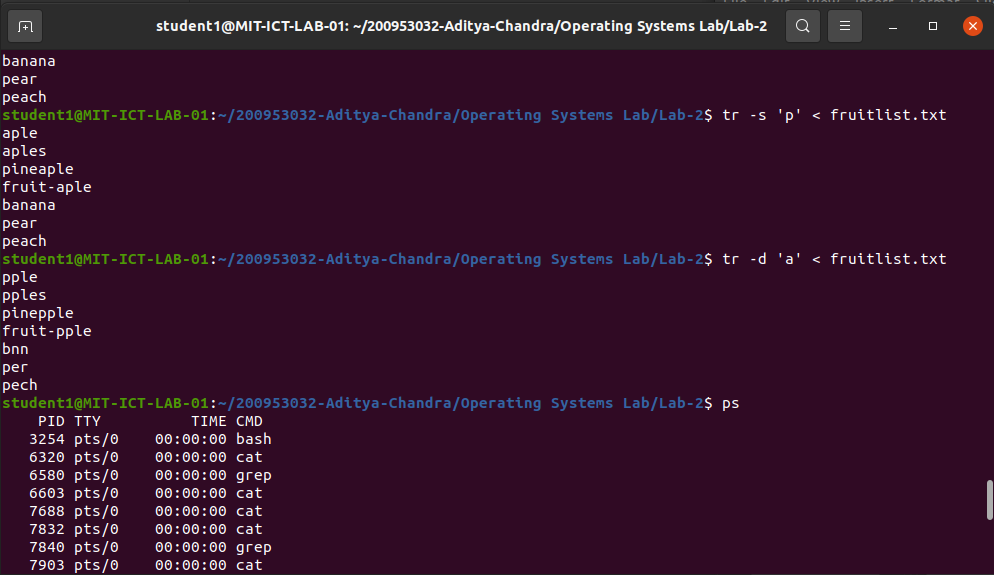 student1@MIT-ICT-LAB-01: ~/200953032-Aditya-Chandra/Operating Systems Lab/Lab-2
banana
pear
peach
student1@MIT-ICT-LAB-01:~/200953032-Aditya-Chandra/Operating Systems Lab/Lab-2$ tr -s 'p' < fruitlist.txt
aple
aples
pineaple
fruit-aple
banana
pear
peach
student1@MIT-ICT-LAB-01:~/200953032-Aditya-Chandra/Operating Systems Lab/Lab-2$ tr -d 'a' < fruitlist.txt
pple
pples
pinepple
fruit-pple
bnn
per
pech
student1@MIT-ICT-LAB-01:~/200953032-Aditya-Chandra/Operating Systems Lab/Lab-2$ ps
PID TTY TIME CMD
3254 pts/0 00:00:00 bash
6320 pts/0 00:00:00 cat
6580 pts/0 00:00:00 grep
6603 pts/0 00:00:00 cat
7688 pts/0 00:00:00 cat
7832 pts/0 00:00:00 cat
7840 pts/0 00:00:00 grep
7903 pts/0 00:00:00 cat